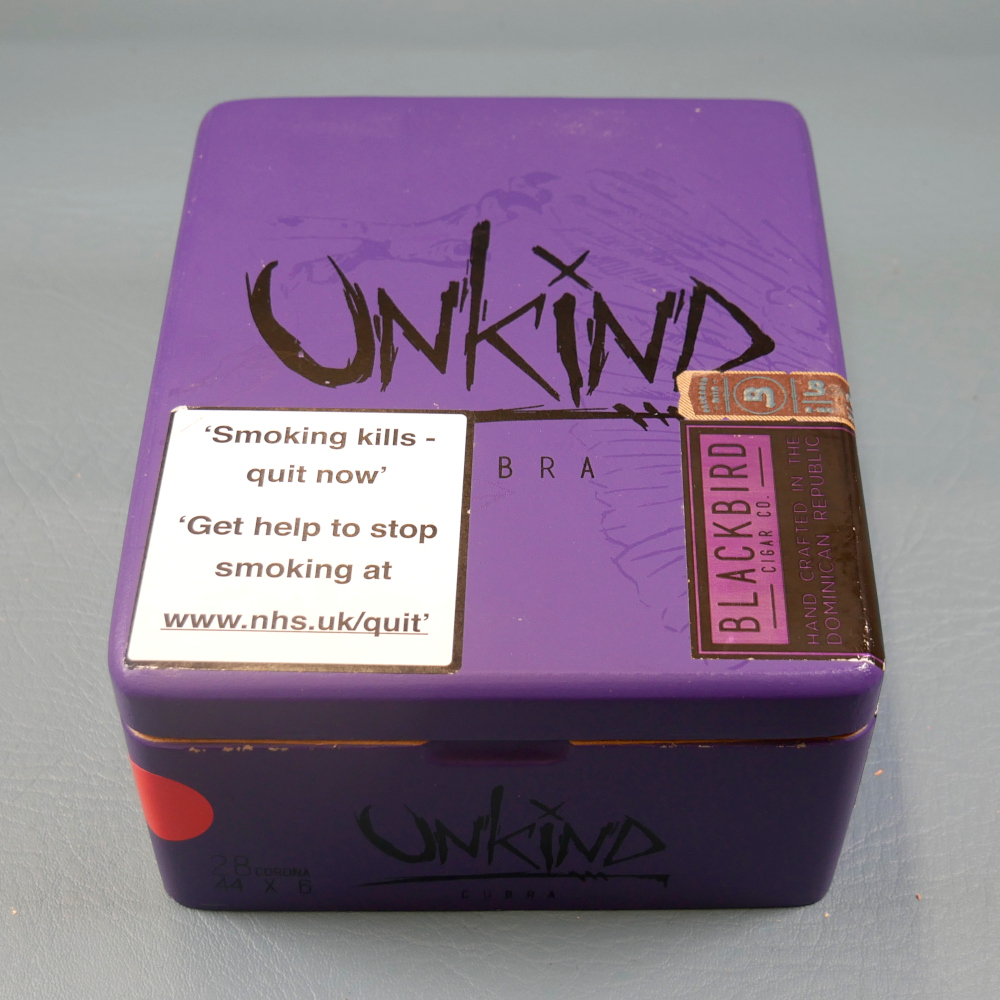 UNKIND
BRA
‘Smoking kills -
quit now’
‘Get help to stop
smoking at
www.nhs.uk/quit’
BLACKBIRD
CIGAR CO.
HAND CRAFTED IN THE
DOMINICAN REPUBLIC
UNKIND
CUBRA
28 CORONA
44 X 6